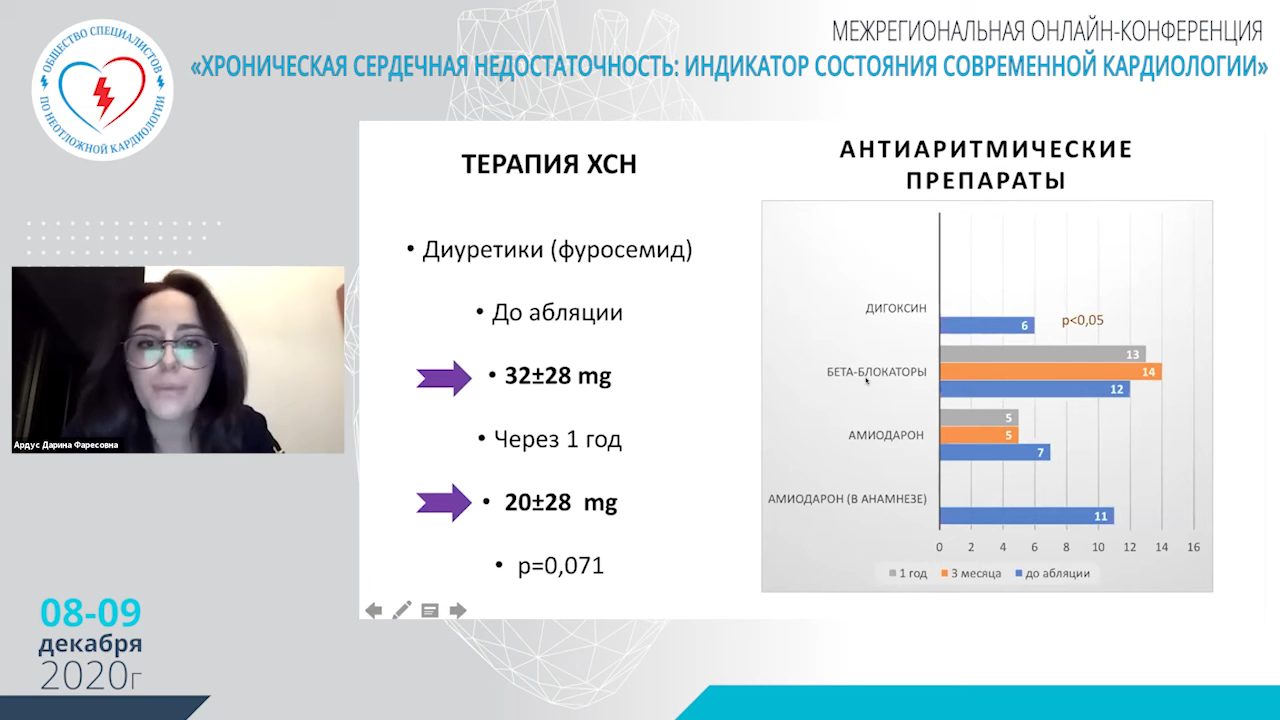 ОБЩЕСТВО СПЕЦИАЛИСТОВ
ПО НЕОТЛОЖНОЙ КАРДИОЛОГИИ
МЕЖРЕГИОНАЛЬНАЯ ОНЛАЙН-КОНФЕРЕНЦИЯ
«ХРОНИЧЕСКАЯ СЕРДЕЧНАЯ НЕДОСТАТОЧНОСТЬ: ИНДИКАТОР СОСТОЯНИЯ СОВРЕМЕННОЙ КАРДИОЛОГИИ»
ТЕРАПИЯ ХСН
• Диуретики (фуросемид)
• До абляции
• 32±28 mg
• Через 1 год
• 20±28 mg
• p=0,071
АНТИАРИТМИЧЕСКИЕ
ПРЕПАРАТЫ
ДИГОКСИН
6
p<0,05
13
БЕТА-БЛОКАТОРЫ
14
12
5
АМИОДАРОН
5
7
АМИОДАРОН (В АНАМНЕЗЕ)
11
0 2 4 6 8 10 12 14 16
1 год 3 месяца до абляции
Ардус Дарина Фаресовна
08-09
декабря
2020г